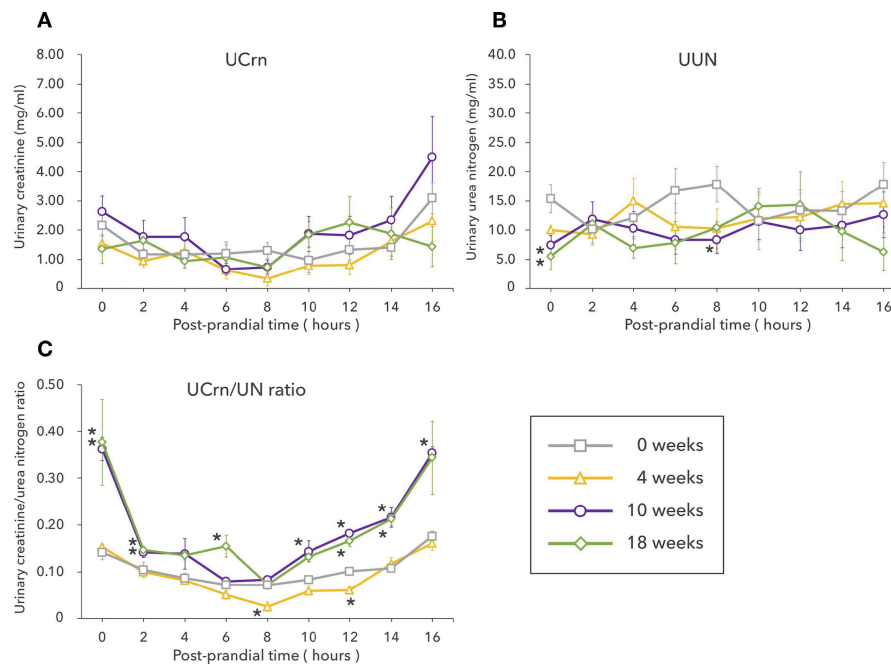 A
UCrn
Urinary creatinine (mg/ml)
8.00
7.00
6.00
5.00
4.00
3.00
2.00
1.00
0.00
0 2 4 6 8 10 12 14 16
Post-prandial time ( hours )
B
UUN
Urinary urea nitrogen (mg/ml)
40.0
35.0
30.0
25.0
20.0
15.0
10.0
5.0
0.0
*
*
*
0 2 4 6 8 10 12 14 16
Post-prandial time ( hours )
C
UCrn/UN ratio
Urinary creatinine/urea nitrogen ratio
0.50
0.40
0.30
0.20
0.10
0
*
*
*
*
*
*
*
*
*
*
*
*
*
0 2 4 6 8 10 12 14 16
Post-prandial time ( hours )
0 weeks
4 weeks
10 weeks
18 weeks